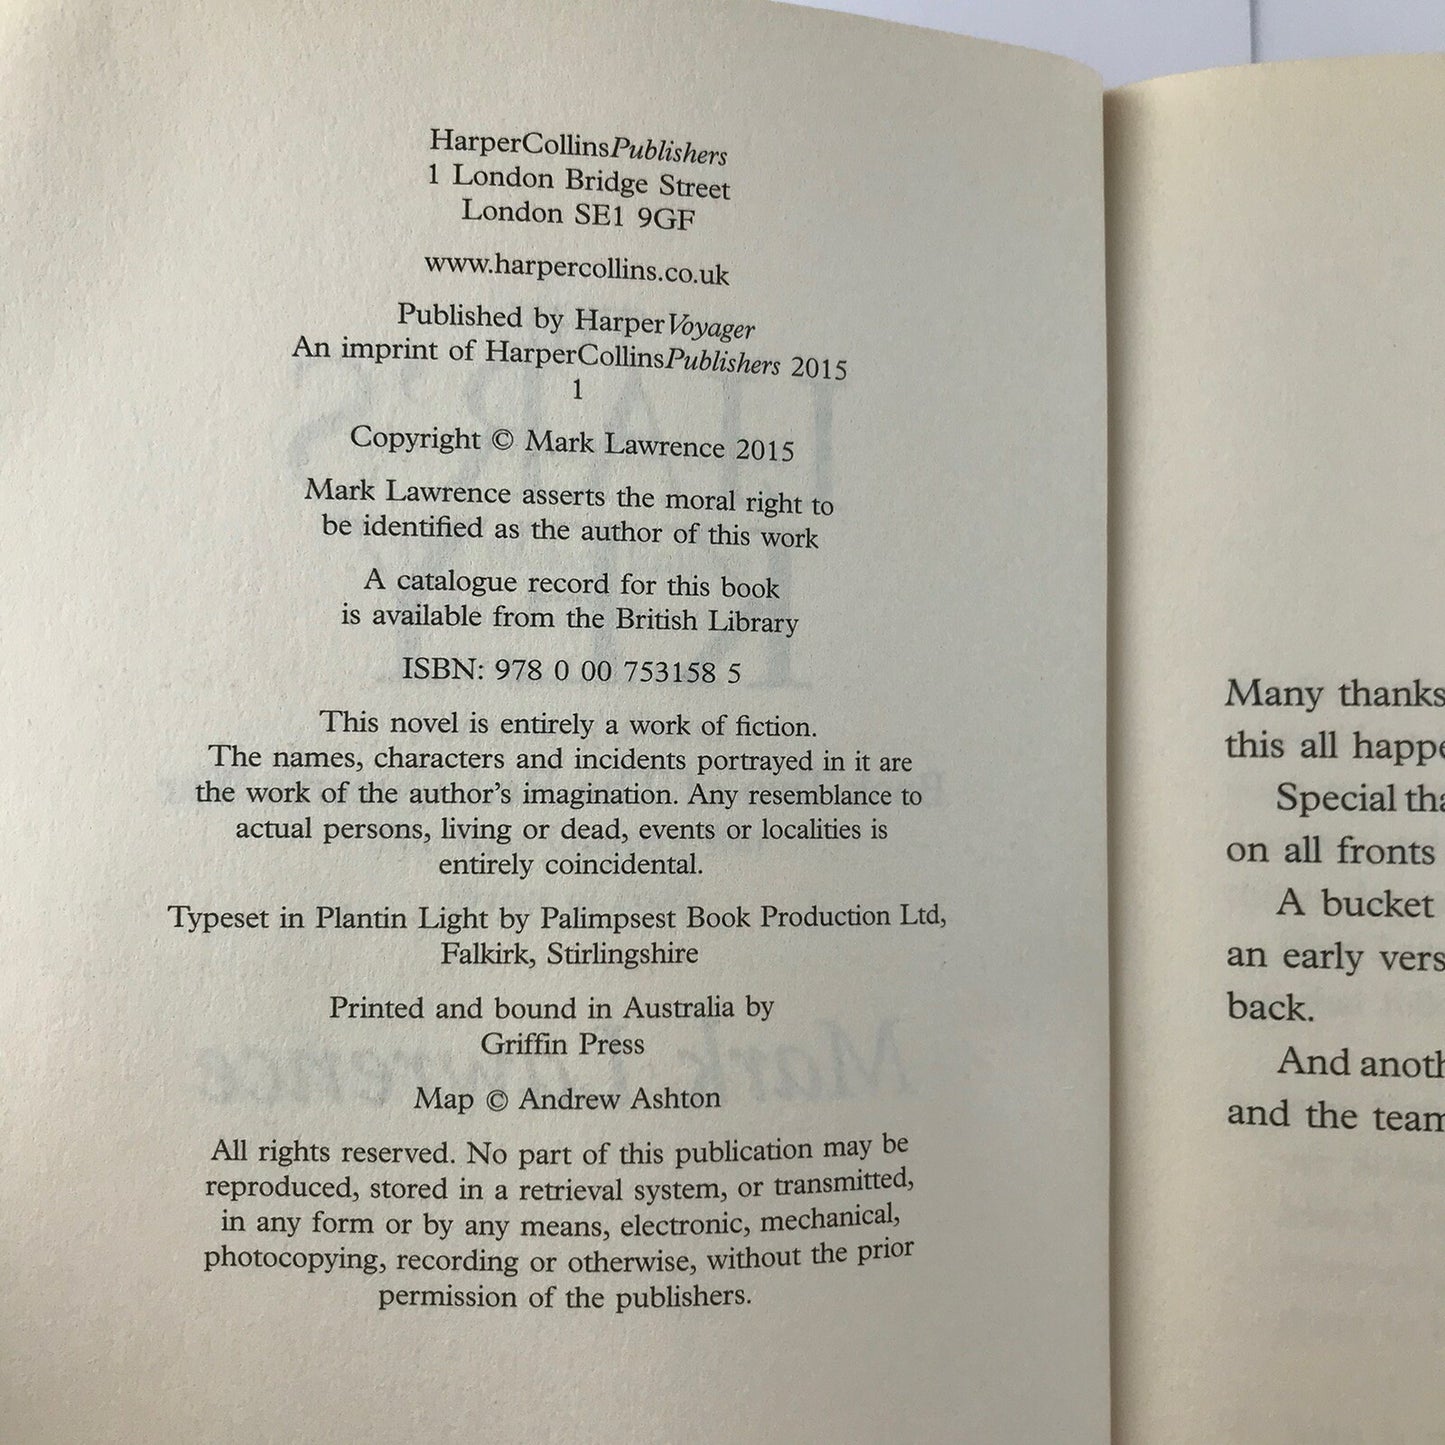 HarperCollinsPublishers
1 London Bridge Street
London SE1 9GF
www.harpercollins.co.uk
Published by HarperVoyager
An imprint of HarperCollinsPublishers 2015
1
Copyright © Mark Lawrence 2015
Mark Lawrence asserts the moral right to
be identified as the author of this work
A catalogue record for this book
is available from the British Library
ISBN: 978 0 00 753158 5
This novel is entirely a work of fiction.
The names, characters and incidents portrayed in it are
the work of the author's imagination. Any resemblance to
actual persons, living or dead, events or localities is
entirely coincidental.
Typeset in Plantin Light by Palimpsest Book Production Ltd,
Falkirk, Stirlingshire
Printed and bound in Australia by
Griffin Press
Map © Andrew Ashton
All rights reserved. No part of this publication may be
reproduced, stored in a retrieval system, or transmitted,
in any form or by any means, electronic, mechanical,
photocopying, recording or otherwise, without the prior
permission of the publishers.
Many thanks
this all
Special
on all fronts
A bucket
an early
back.
And
and the